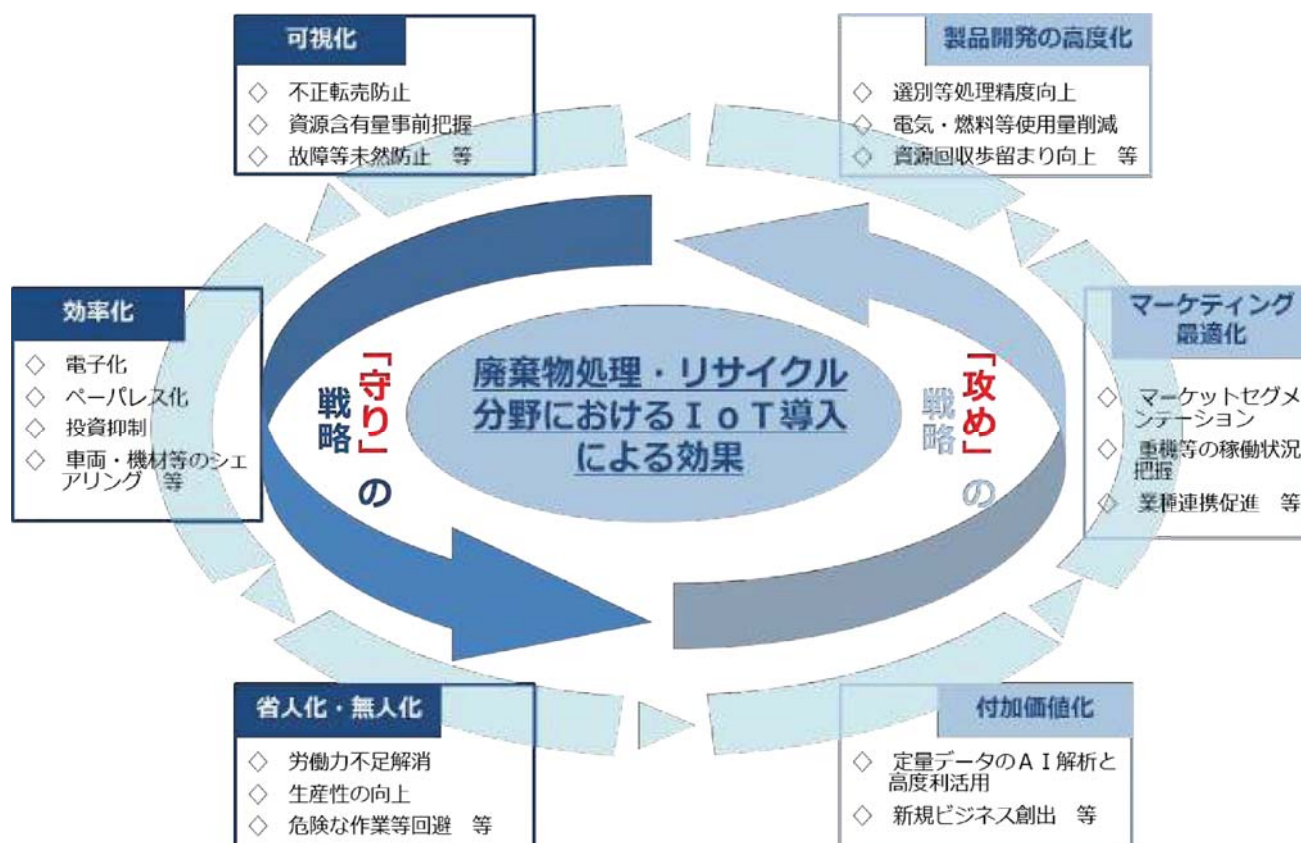 可視化
◇ 不正転売防止
◇ 資源含有量事前把握
◇ 故障等未然防止 等
製品開発の高度化
◇ 選別等処理精度向上
◇ 電気・燃料等使用量削減
◇ 資源回収歩留まり向上 等
効率化
◇ 電子化
◇ ペーパレス化
◇ 投資抑制
◇ 車両・機材等のシェ
アリング 等
「守り」の
戦略
廃棄物処理・リサイクル
分野におけるIoT導入
による効果
「攻め」の
戦略
マーケティング
最適化
◇ マーケットセグメ
ンテーション
◇ 重機等の稼働状況
把握
◇ 業種連携促進 等
省人化・無人化
◇ 労働力不足解消
◇ 生産性の向上
◇ 危険な作業等回避 等
付加価値化
◇ 定量データのAI解析と
高度利活用
◇ 新規ビジネス創出 等